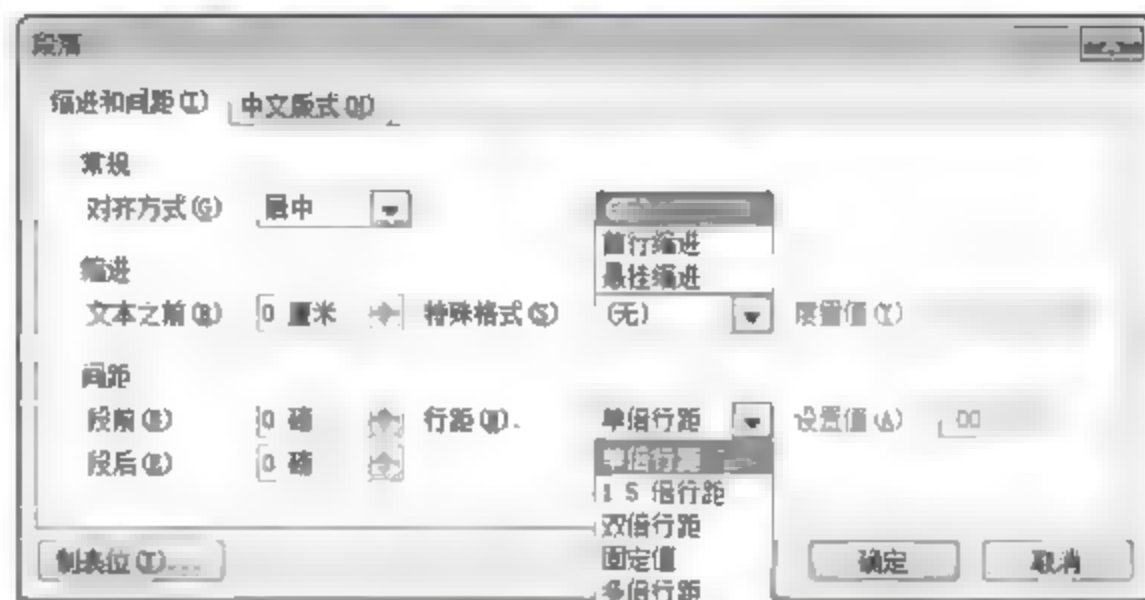 段落
缩进和间距(I) 中文版式(H)
常规
对齐方式(G) 居中
首行缩进
悬挂缩进
缩进
文本之前(R) 0 厘米 特殊格式(S) (无) 度量值(Y)
间距
段前(B) 0 磅 行距(N). 单倍行距 设置值(A) 00
段后(E) 0 磅
单倍行距
1 5 倍行距
双倍行距
固定值
多倍行距
制表位(T)... 确定 取消